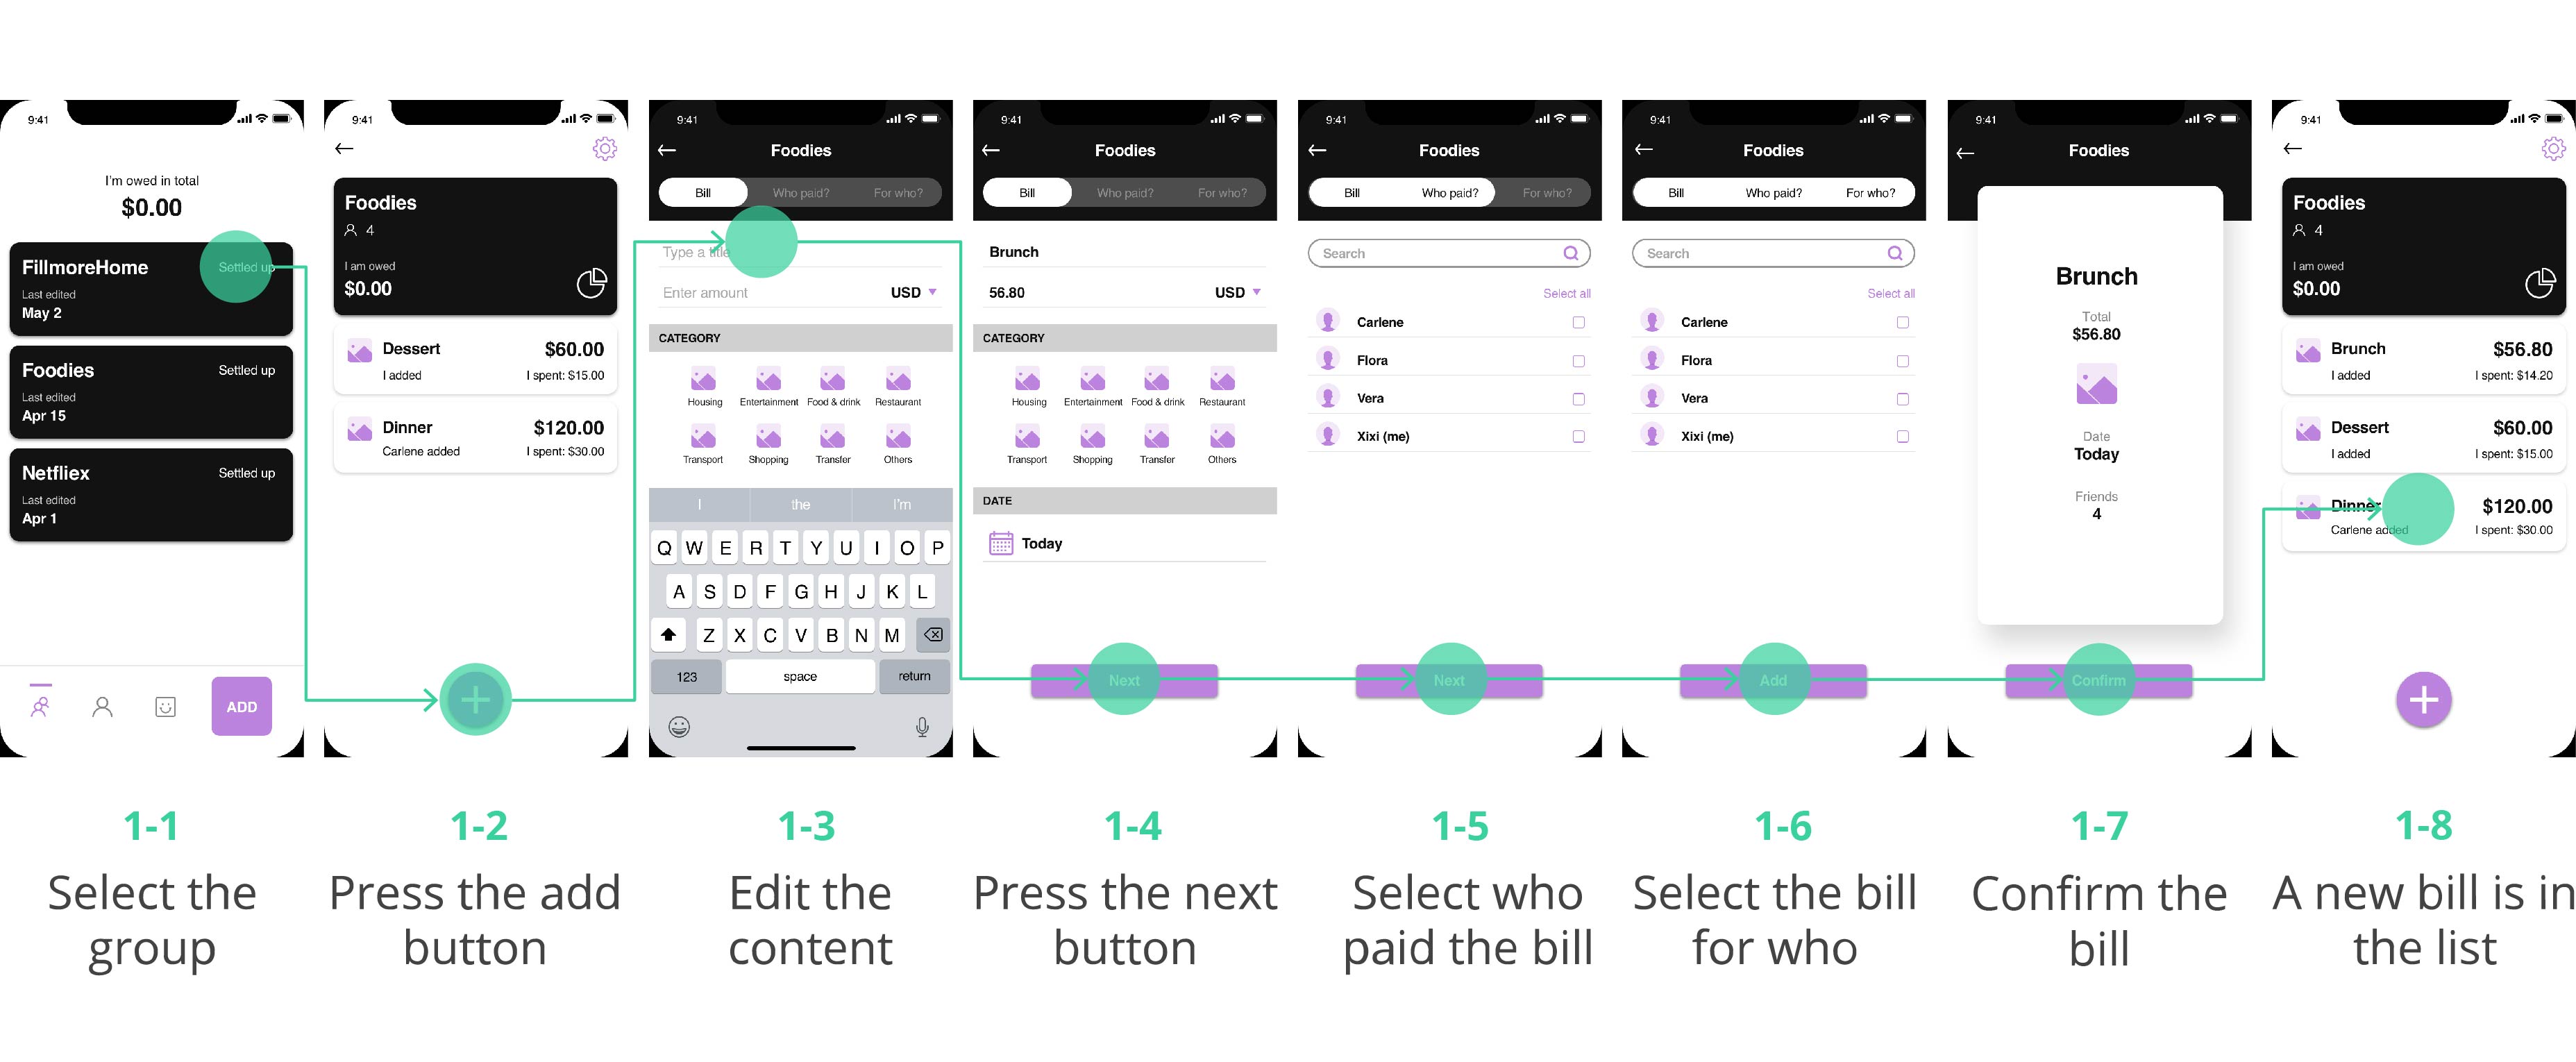 9:41
I'm owed in total
$0.00
FillmoreHome
Settled up
Last edited
May 2
Foodies
Settled up
Last edited
Apr 15
Netfliex
Settled up
Last edited
Apr 1
ADD
9:41
Foodies
4
I am owed
$0.00
Dessert
$60.00
I added
I spent: $15.00
Dinner
$120.00
Carlene added
I spent: $30.00
9:41
Foodies
Bill
Who paid?
For who?
Type a title
Enter amount
USD
CATEGORY
Housing
Entertainment
Food & drink
Restaurant
Transport
Shopping
Transfer
Others
I
the
I'm
Q W E R T Y U I O P
A S D F G H J K L
Z X C V B N M
123
space
return
9:41
Foodies
Bill
Who paid?
For who?
Brunch
56.80
USD
CATEGORY
Housing
Entertainment
Food & drink
Restaurant
Transport
Shopping
Transfer
Others
DATE
Today
Next
9:41
Foodies
Bill
Who paid?
For who?
Search
Select all
Carlene
Flora
Vera
Xixi (me)
Next
9:41
Foodies
Bill
Who paid?
For who?
Search
Select all
Carlene
Flora
Vera
Xixi (me)
Add
9:41
Foodies
Brunch
Total
$56.80
Date
Today
Friends
4
Confirm
9:41
Foodies
4
I am owed
$0.00
Brunch
$56.80
I added
I spent: $14.20
Dessert
$60.00
I added
I spent: $15.00
Dinner
$120.00
Carlene added
I spent: $30.00
1-1
Select the
group
1-2
Press the add
button
1-3
Edit the
content
1-4
Press the next
button
1-5
Select who
paid the bill
1-6
Select the bill
for who
1-7
Confirm the
bill
1-8
A new bill is in
the list